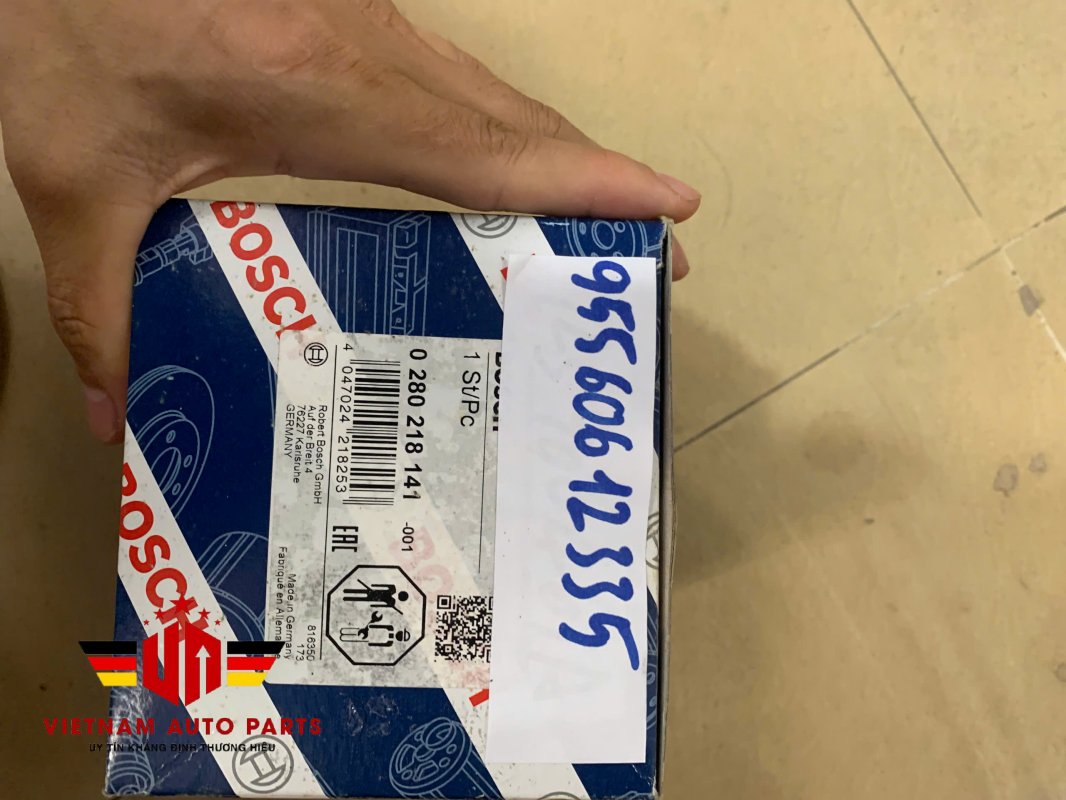 BOSCH
BOSCH
955 606 12335
Bosch
1 St/Pc
0 280 218 141 -001
4 047024 218253
EAC
Robert Bosch GmbH
Auf der Breit 4
76227 Karlsruhe
GERMANY
816350
173
Made in Germany
Fabriqué en Allemagne
VIETNAM AUTO PARTS
UY TÍN KHẲNG ĐỊNH THƯƠNG HIỆU